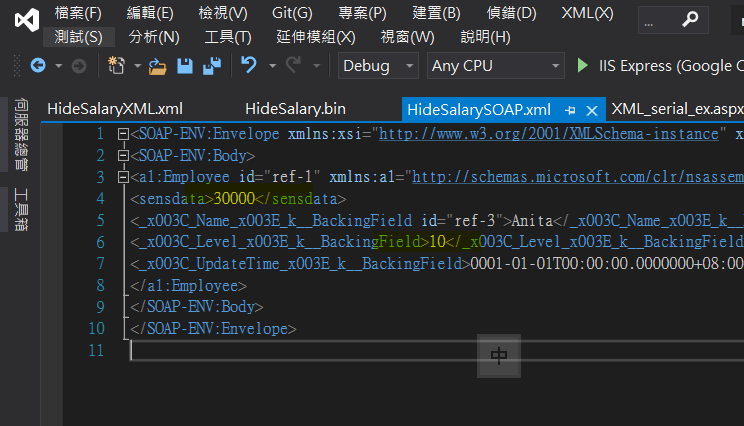 檔案(F) 編輯(E) 檢視(V) Git(G) 專案(P) 建置(B) 偵錯(D) XML(X)
測試(S) 分析(N) 工具(T) 延伸模組(X) 視窗(W) 說明(H)
...
Debug Any CPU IIS Express (Google C
伺服器總管
工具箱
HideSalaryXML.xml HideSalary.bin HideSalarySOAP.xml XML_serial_ex.aspx
1 <SOAP-ENV:Envelope xmlns:xsi="http://www.w3.org/2001/XMLSchema-instance" x
2 <SOAP-ENV:Body>
3 <a1:Employee id="ref-1" xmlns:a1="http://schemas.microsoft.com/clr/nsassem
4 <sensdata>30000</sensdata>
5 <_x003C_Name_x003E_k__BackingField id="ref-3">Anita</_x003C_Name_x003E_k__B
6 <_x003C_Level_x003E_k__BackingField>10</_x003C_Level_x003E_k__BackingField
7 <_x003C_UpdateTime_x003E_k__BackingField>0001-01-01T00:00:00.0000000+08:00
8 </a1:Employee>
9 </SOAP-ENV:Body>
10 </SOAP-ENV:Envelope>
11
中